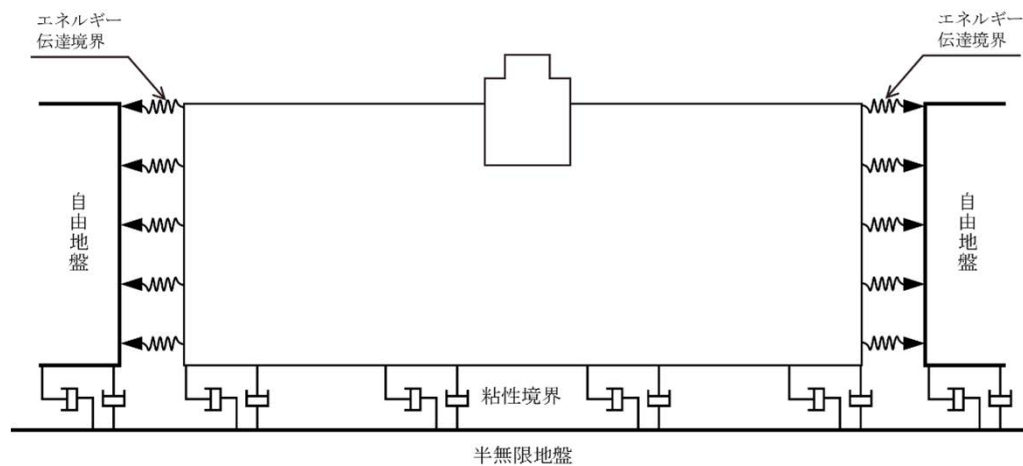 エネルギー
伝達境界
エネルギー
伝達境界
自由地盤
自由地盤
粘性境界
半無限地盤